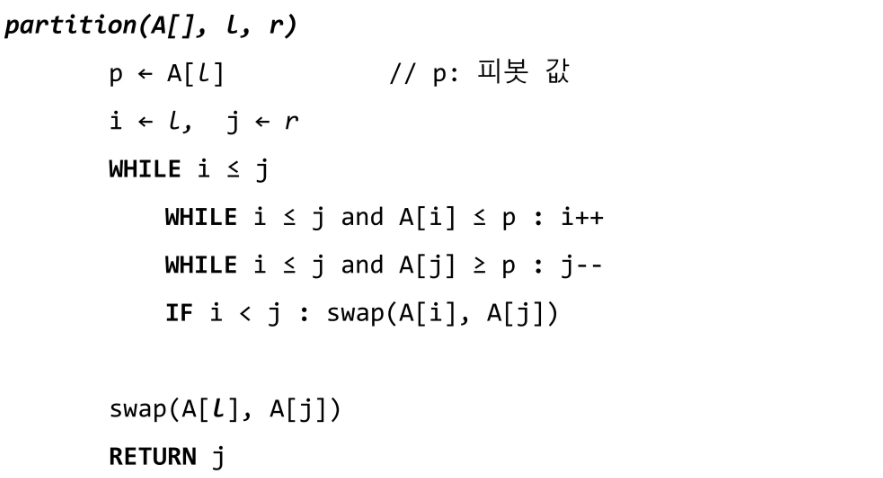 partition(A[], l, r)
p ← A[l] // p: 피봇 값
i ← l, j ← r
WHILE i ≤ j
WHILE i ≤ j and A[i] ≤ p : i++
WHILE i ≤ j and A[j] ≥ p : j--
IF i < j : swap(A[i], A[j])
swap(A[l], A[j])
RETURN j